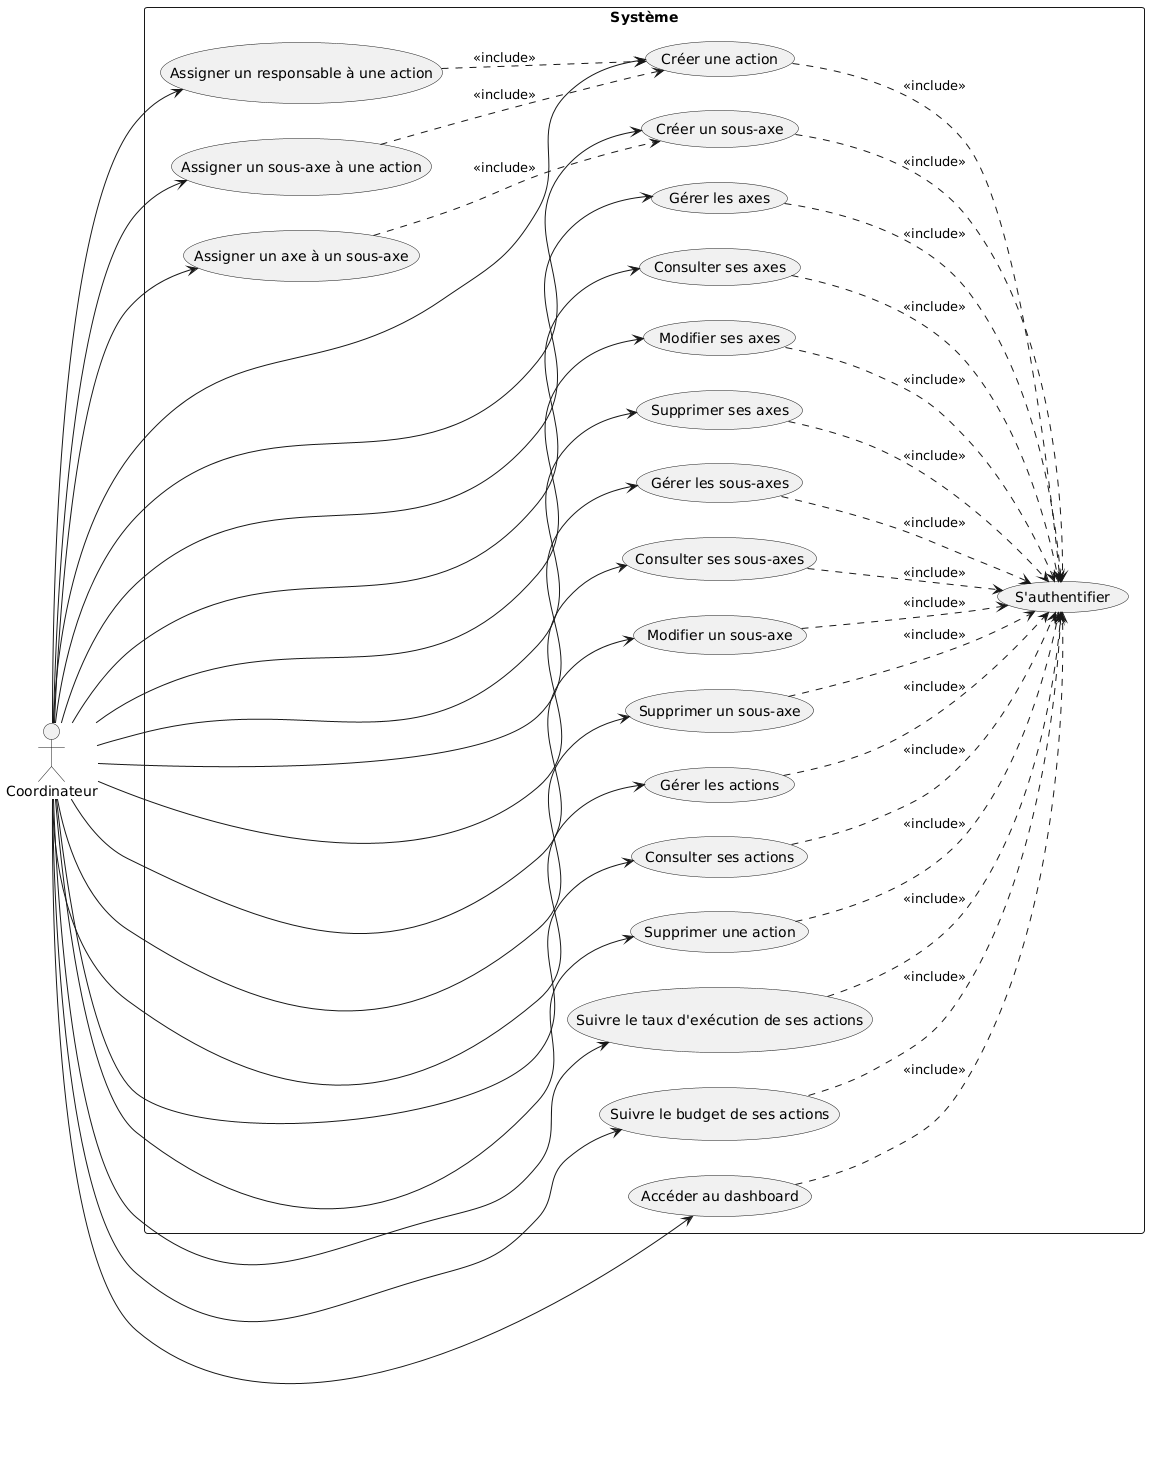 Système
Assigner un responsable à une action
«include»
Créer une action
«include»
Assigner un sous-axe à une action
«include»
Créer un sous-axe
«include»
Assigner un axe à un sous-axe
«include»
Gérer les axes
«include»
Consulter ses axes
«include»
Modifier ses axes
«include»
Supprimer ses axes
«include»
Gérer les sous-axes
«include»
Consulter ses sous-axes
«include»
S'authentifier
Modifier un sous-axe
«include»
Supprimer un sous-axe
«include»
Coordinateur
Gérer les actions
«include»
Consulter ses actions
«include»
Supprimer une action
«include»
Suivre le taux d'exécution de ses actions
«include»
Suivre le budget de ses actions
«include»
Accéder au dashboard
«include»